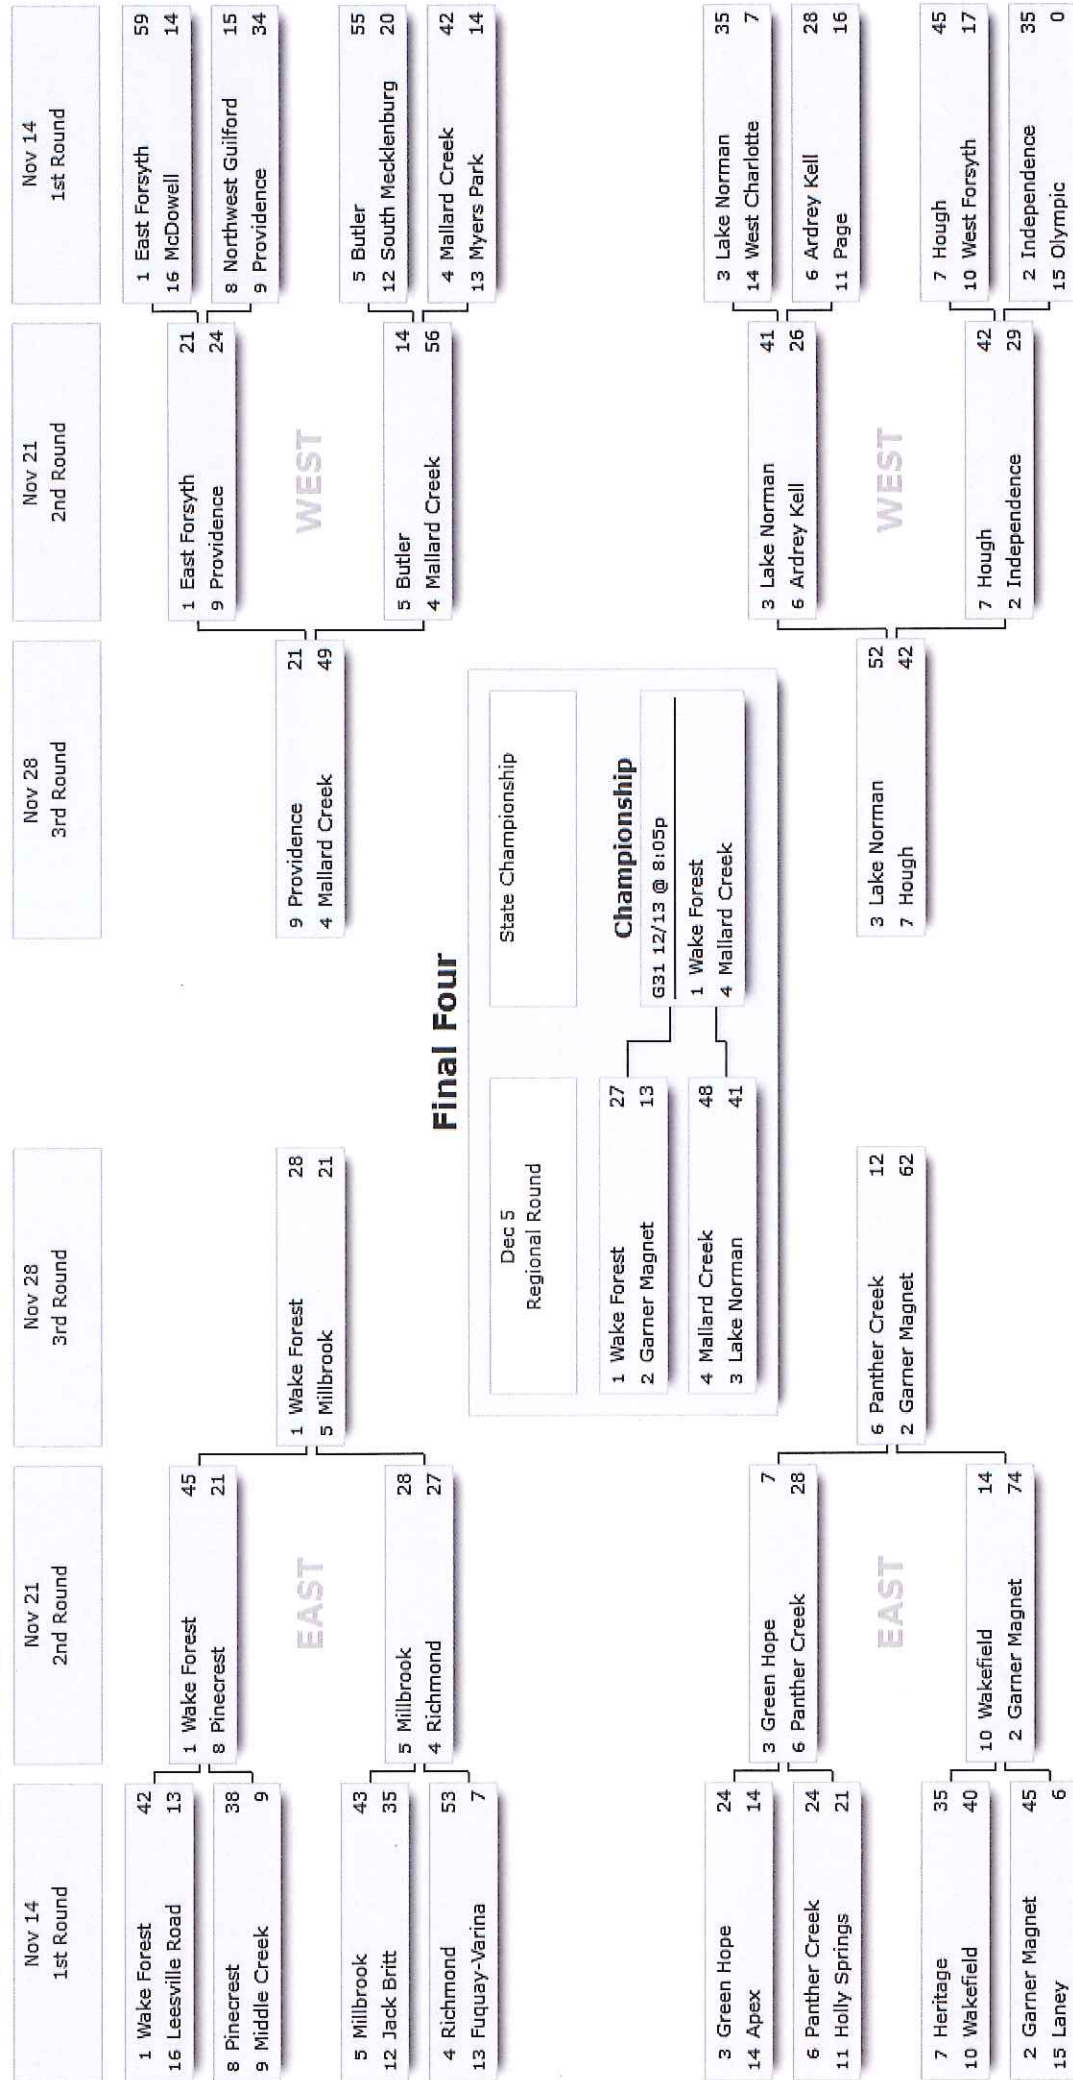 Nov 14
1st Round
Nov 21
2nd Round
Nov 28
3rd Round
Nov 28
3rd Round
Nov 21
2nd Round
Nov 14
1st Round
1 Wake Forest 42
16 Leesville Road 13
8 Pinecrest 38
9 Middle Creek 9
5 Millbrook 43
12 Jack Britt 35
4 Richmond 53
13 Fuquay-Varina 7
3 Green Hope 24
14 Apex 14
6 Panther Creek 24
11 Holly Springs 21
7 Heritage 35
10 Wakefield 40
2 Garner Magnet 45
15 Laney 6
1 Wake Forest 45
8 Pinecrest 21
EAST
5 Millbrook 28
4 Richmond 27
3 Green Hope 7
6 Panther Creek 28
EAST
10 Wakefield 14
2 Garner Magnet 74
1 Wake Forest 28
5 Millbrook 21
6 Panther Creek 12
2 Garner Magnet 62
Final Four
Dec 5
Regional Round
State Championship
1 Wake Forest 27
2 Garner Magnet 13
4 Mallard Creek 48
3 Lake Norman 41
Championship
G31 12/13 @ 8:05p
1 Wake Forest
4 Mallard Creek
9 Providence 21
4 Mallard Creek 49
3 Lake Norman 52
7 Hough 42
1 East Forsyth 21
9 Providence 24
WEST
5 Butler 14
4 Mallard Creek 56
3 Lake Norman 41
6 Ardrey Kell 26
WEST
7 Hough 42
2 Independence 29
1 East Forsyth 59
16 McDowell 14
8 Northwest Guilford 15
9 Providence 34
5 Butler 55
12 South Mecklenburg 20
4 Mallard Creek 42
13 Myers Park 14
3 Lake Norman 35
14 West Charlotte 7
6 Ardrey Kell 28
11 Page 16
7 Hough 45
10 West Forsyth 17
2 Independence 35
15 Olympic 0